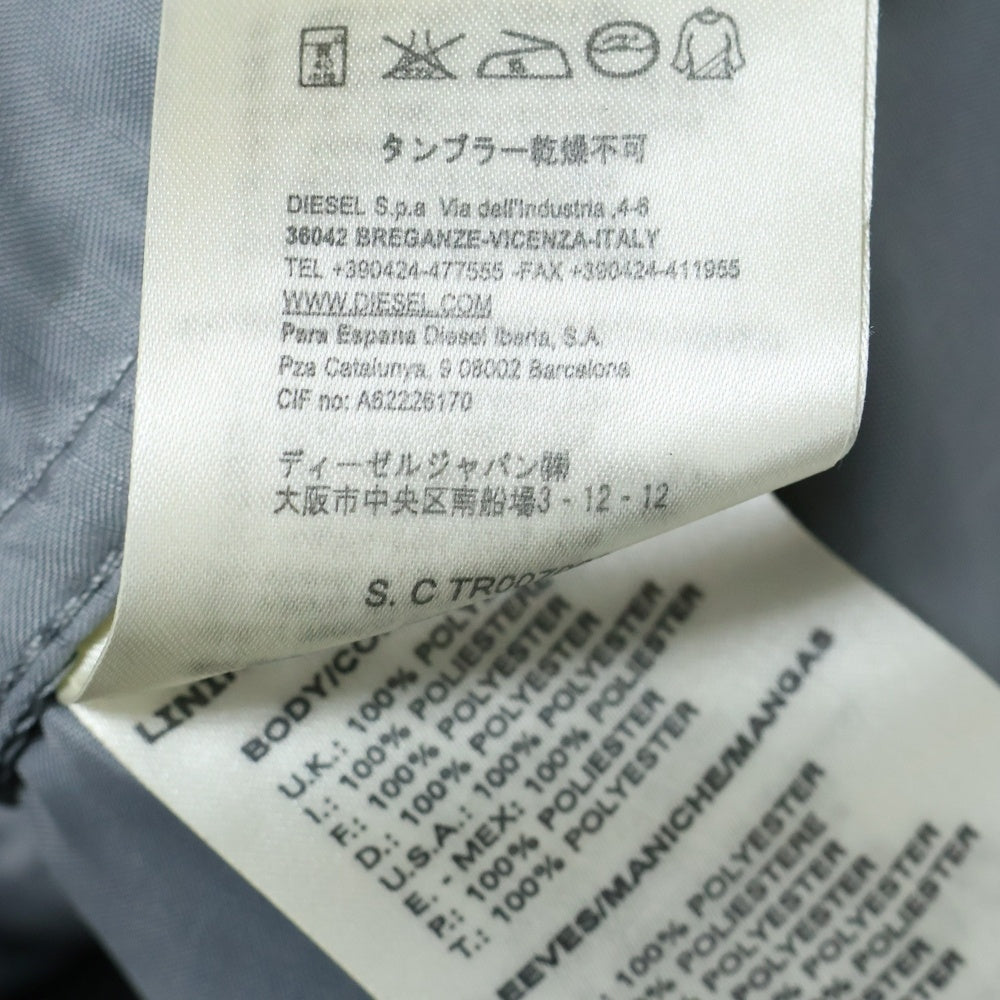 タンブラー乾燥不可
DIESEL S.p.a Via dell'Industria ,4-6
36042 BREGANZE-VICENZA-ITALY
TEL +390424-477555 -FAX +390424-411955
WWW.DIESEL.COM
Para Espana Diesel Iberia, S.A.
Pza Catalunya, 9 08002 Barcelona
CIF no: A62226170
ディーゼルジャパン㈱
大阪市中央区南船場3-12-12
S. C
BODY/
U.K.: 100%
I.: 100% POLIESTERE
F.: 100% POLYESTER
D.: 100% POLYESTER
U.S.A.: 100% POLYESTER
E. - MEX: 100% POLIESTER
P.: 100% POLIESTER
T.: 100% POLYESTER
/MANICHE/MANGAS
100% POLYESTER
100% POLIESTERE
POLYESTER
POLYESTER
POLIESTER